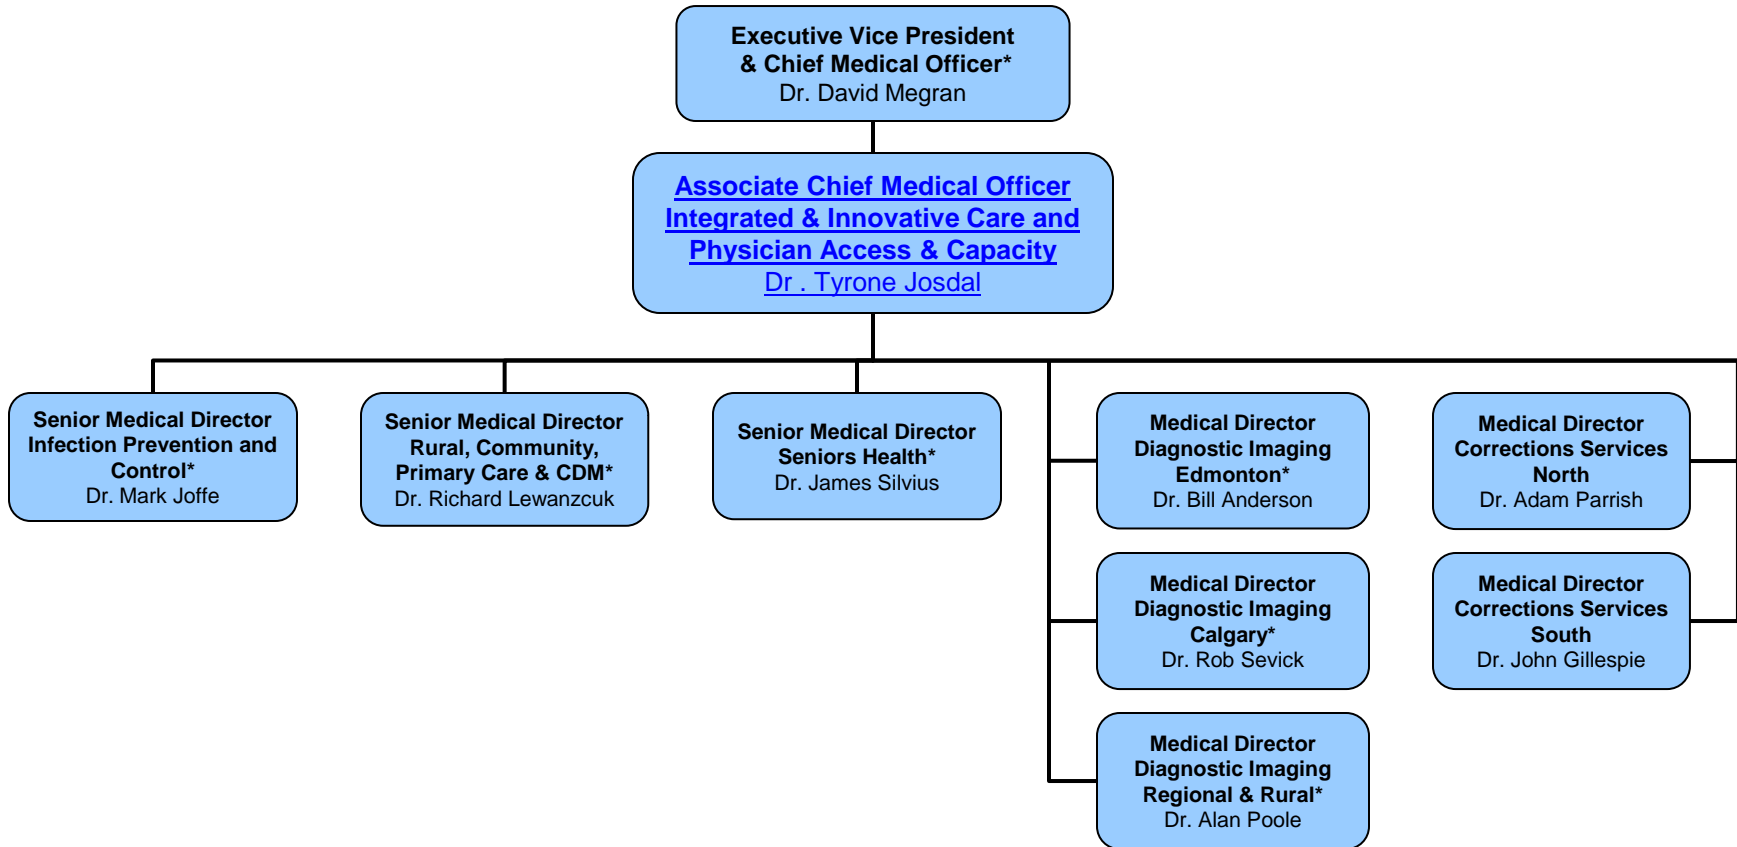 Executive Vice President
& Chief Medical Officer*
Dr. David Megran
Associate Chief Medical Officer
Integrated & Innovative Care and
Physician Access & Capacity
Dr . Tyrone Josdal
Senior Medical Director
Infection Prevention and
Control*
Dr. Mark Joffe
Senior Medical Director
Rural, Community,
Primary Care & CDM*
Dr. Richard Lewanzcuk
Senior Medical Director
Seniors Health*
Dr. James Silvius
Medical Director
Diagnostic Imaging
Edmonton*
Dr. Bill Anderson
Medical Director
Corrections Services
North
Dr. Adam Parrish
Medical Director
Diagnostic Imaging
Calgary*
Dr. Rob Sevick
Medical Director
Corrections Services
South
Dr. John Gillespie
Medical Director
Diagnostic Imaging
Regional & Rural*
Dr. Alan Poole